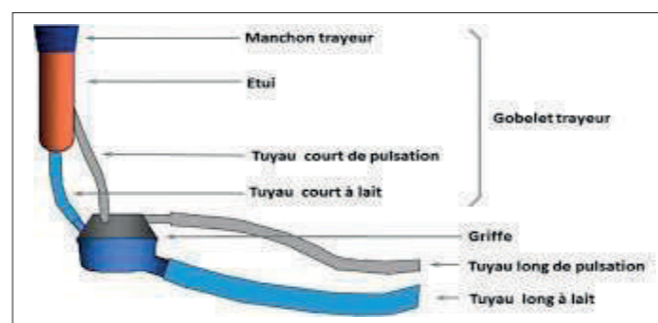 Manchon trayeur
Etui
Gobelet trayeur
Tuyau court de pulsation
Tuyau court à lait
Griffe
Tuyau long de pulsation
Tuyau long à lait